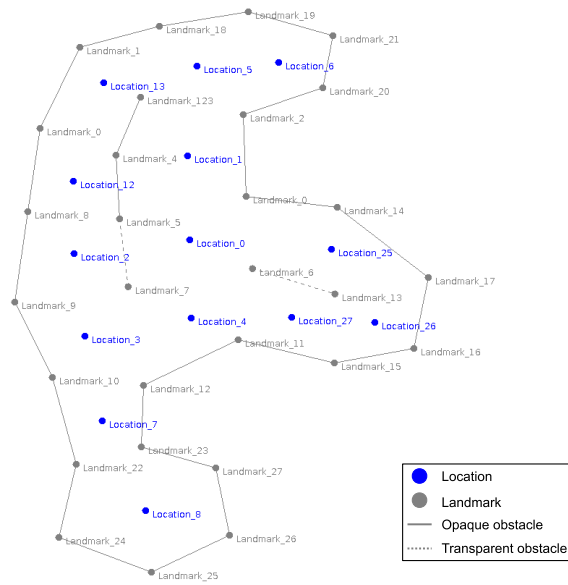 Landmark_19
Landmark_18
Landmark_21
Landmark_1
Location_5
Location_6
Location_13
Landmark_20
Landmark_123
Landmark_2
Landmark_0
Landmark_4
Location_1
Location_12
Landmark_0
Landmark_14
Landmark_8
Landmark_5
Location_0
Location_25
Location_2
Landmark_6
Landmark_17
Landmark_7
Landmark_13
Landmark_9
Location_4
Location_27
Location_26
Location_3
Landmark_11
Landmark_16
Landmark_15
Landmark_10
Landmark_12
Location_7
Landmark_23
Landmark_22
Landmark_27
Location_8
Landmark_24
Landmark_26
Landmark_25
Location
Landmark
Opaque obstacle
Transparent obstacle